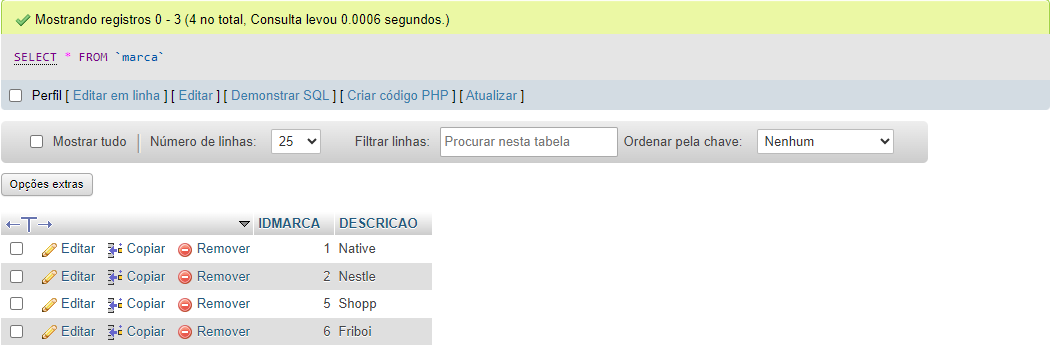 Mostrando registros 0 - 3 (4 no total, Consulta levou 0.0006 segundos.)
SELECT * FROM `marca`
Perfil [ Editar em linha ] [ Editar ] [ Demonstrar SQL ] [ Criar código PHP ] [ Atualizar ]
Mostrar tudo | Número de linhas: 25 Filtrar linhas: Procurar nesta tabela Ordenar pela chave: Nenhum
Opções extras
←T→ IDMARCA DESCRICAO
Editar Copiar Remover 1 Native
Editar Copiar Remover 2 Nestle
Editar Copiar Remover 5 Shopp
Editar Copiar Remover 6 Friboi